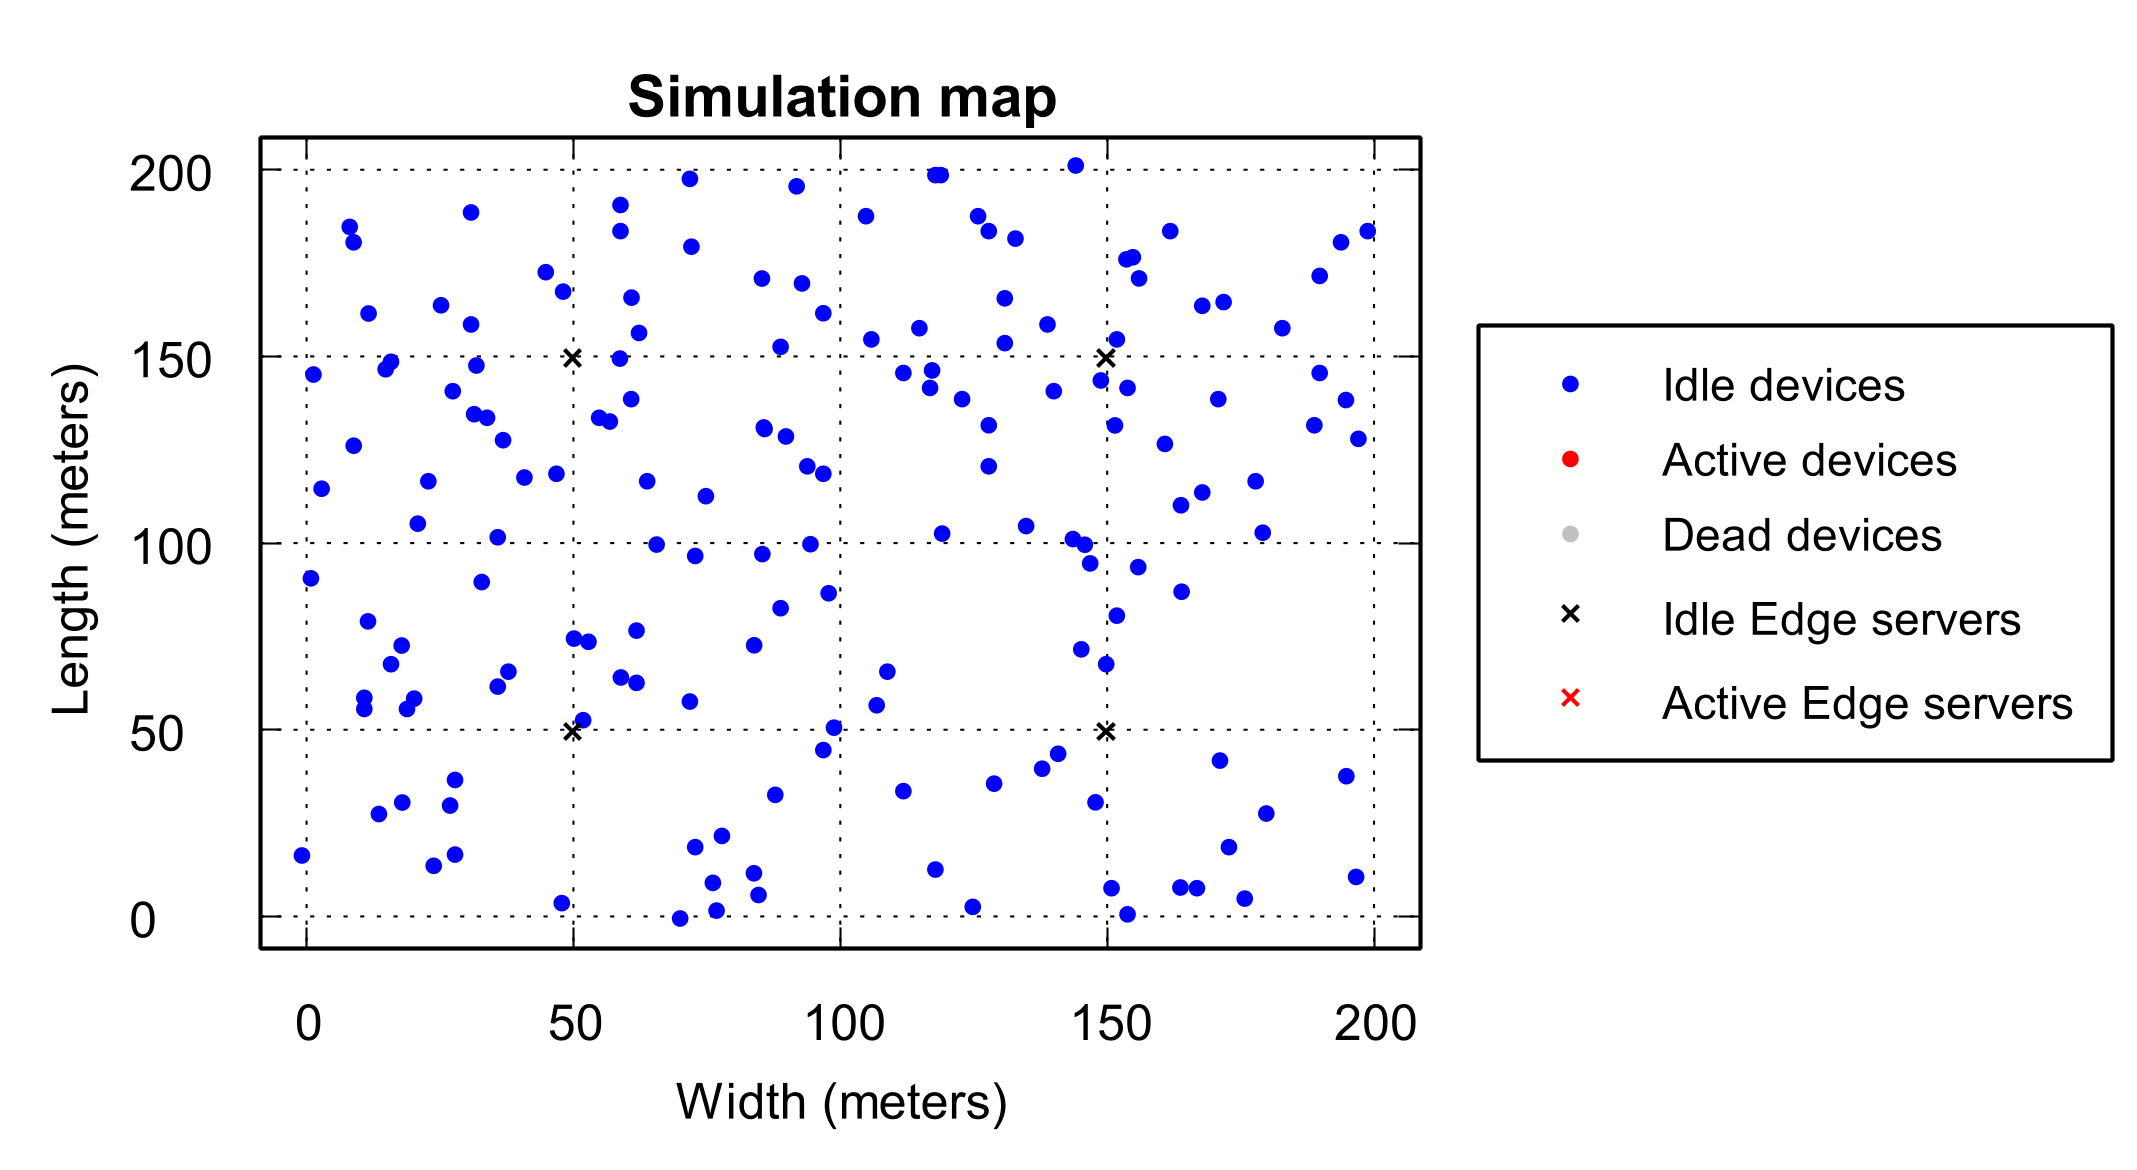 Simulation map
200
150
100
50
0
Length (meters)
0 50 100 150 200
Width (meters)
Idle devices
Active devices
Dead devices
Idle Edge servers
Active Edge servers